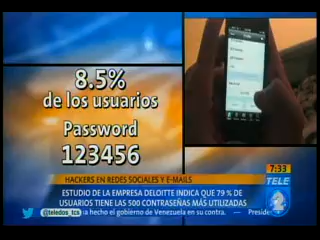 8.5%
de los usuarios
Password
123456
HACKERS EN REDES SOCIALES Y E-MAILS
7:33
ESTUDIO DE LA EMPRESA DELOITTE INDICA QUE 79 % DE
USUARIOS TIENE LAS 500 CONTRASEÑAS MÁS UTILIZADAS
TELE
@teledos_tcs a hecho el gobierno de Venezuela en su contra.